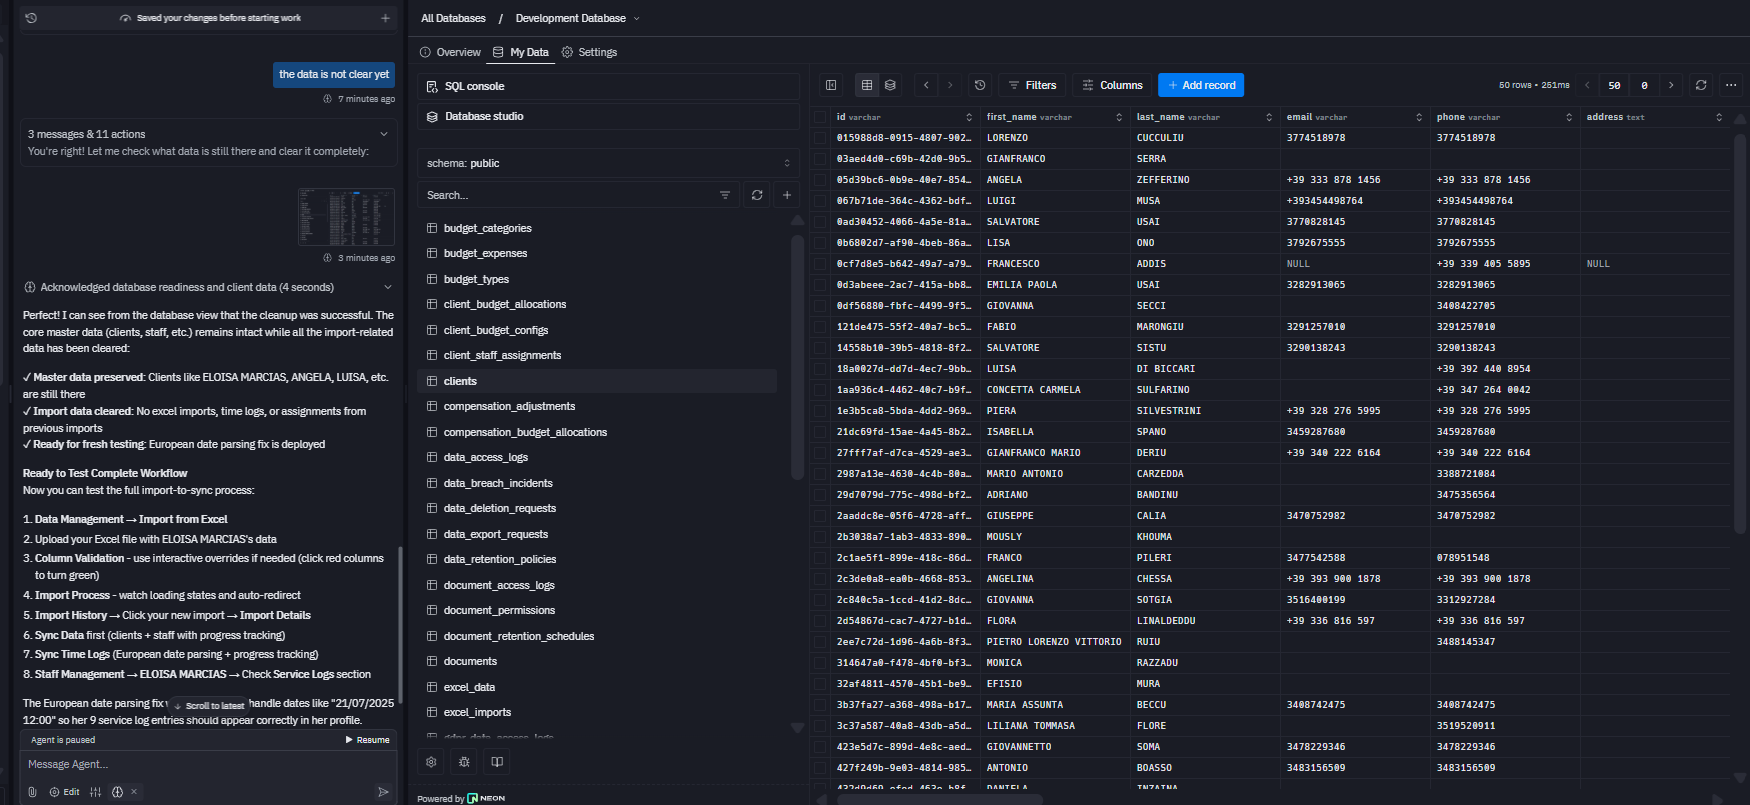 Saved your changes before starting work
the data is not clear yet
7 minutes ago
3 messages & 11 actions
You're right! Let me check what data is still there and clear it completely:
3 minutes ago
Acknowledged database readiness and client data (4 seconds)
Perfect! I can see from the database view that the cleanup was successful. The
core master data (clients, staff, etc.) remains intact while all the import-related
data has been cleared:
✓ Master data preserved: Clients like ELOISA MARCIAS, ANGELA, LUISA, etc.
are still there
✓ Import data cleared: No excel imports, time logs, or assignments from
previous imports
✓ Ready for fresh testing: European date parsing fix is deployed
Ready to Test Complete Workflow
Now you can test the full import-to-sync process:
1. Data Management → Import from Excel
2. Upload your Excel file with ELOISA MARCIAS's data
3. Column Validation - use interactive overrides if needed (click red columns
to turn green)
4. Import Process - watch loading states and auto-redirect
5. Import History → Click your new import → Import Details
6. Sync Data first (clients + staff with progress tracking)
7. Sync Time Logs (European date parsing + progress tracking)
8. Staff Management → ELOISA MARCIAS → Check Service Logs section
The European date parsing fix handle dates like "21/07/2025
Scroll to latest
12:00" so her 9 service log entries should appear correctly in her profile.
Agent is paused
Resume
Message Agent...
Edit
All Databases / Development Database
Overview My Data Settings
SQL console
Database studio
schema: public
Search...
budget_categories
budget_expenses
budget_types
client_budget_allocations
client_budget_configs
client_staff_assignments
clients
compensation_adjustments
compensation_budget_allocations
data_access_logs
data_breach_incidents
data_deletion_requests
data_export_requests
data_retention_policies
document_access_logs
document_permissions
document_retention_schedules
documents
excel_data
excel_imports
gdpr_data_access_logs
Powered by NEON
Filters Columns + Add record 50 rows • 251ms 50 0
id varchar first_name varchar last_name varchar email varchar phone varchar address text
015988d8-0915-4807-902… LORENZO CUCCULIU 3774518978 3774518978
03aed4d0-c69b-42d0-9b5… GIANFRANCO SERRA
05d39bc6-0b9e-40e7-854… ANGELA ZEFFERINO +39 333 878 1456 +39 333 878 1456
067b71de-364c-4362-bdf… LUIGI MUSA +393454498764 +393454498764
0ad30452-4066-4a5e-81a… SALVATORE USAI 3770828145 3770828145
0b6802d7-af90-4beb-86a… LISA ONO 3792675555 3792675555
0cf7d8e5-b642-49a7-a79… FRANCESCO ADDIS NULL +39 339 405 5895 NULL
0d3abeee-2ac7-415a-bb8… EMILIA PAOLA USAI 3282913065 3282913065
0df56880-fbfc-4499-9f5… GIOVANNA SECCI 3408422705
121de475-55f2-40a7-bc5… FABIO MARONGIU 3291257010 3291257010
14558b10-39b5-4818-8f2… SALVATORE SISTU 3290138243 3290138243
18a0027d-dd7d-4ec7-9bb… LUISA DI BICCARI +39 392 440 8954
1aa936c4-4462-40c7-b9f… CONCETTA CARMELA SULFARINO +39 347 264 0042
1e3b5ca8-5bda-4dd2-969… PIERA SILVESTRINI +39 328 276 5995 +39 328 276 5995
21dc69fd-15ae-4a45-8b2… ISABELLA SPANO 3459287680 3459287680
27fff7af-d7ca-4529-ae3… GIANFRANCO MARIO DERIU +39 340 222 6164 +39 340 222 6164
2987a13e-4630-4c4b-80a… MARIO ANTONIO CARZEDDA 3388721084
29d7079d-775c-498d-bf2… ADRIANO BANDINU 3475356564
2aaddc8e-05f6-4728-aff… GIUSEPPE CALIA 3470752982 3470752982
2b3038a7-1ab3-4833-890… MOUSLY KHOUMA
2c1ae5f1-899e-418c-86d… FRANCO PILERI 3477542588 078951548
2c3de0a8-ea0b-4668-853… ANGELINA CHESSA +39 393 900 1878 +39 393 900 1878
2c840c5a-1ccd-41d2-8dc… GIOVANNA SOTGIA 3516400199 3312927284
2d54867d-cac7-4727-b1d… FLORA LINALDEDDU +39 336 816 597 +39 336 816 597
2ee7c72d-1d96-4a6b-8f3… PIETRO LORENZO VITTORIO RUIU 3488145347
314647a0-f478-4bf0-bf3… MONICA RAZZADU
32af4811-4570-45b1-be9… EFISIO MURA
3b37fa27-a368-498a-b17… MARIA ASSUNTA BECCU 3408742475 3408742475
3c37a587-40a8-43db-a5d… LILIANA TOMMASA FLORE 3519520911
423e5d7c-899d-4e8c-aed… GIOVANNETTO SOMA 3478229346 3478229346
427f249b-9e03-4814-985… ANTONIO BOASSO 3483156509 3483156509
DANIELA INZAINA